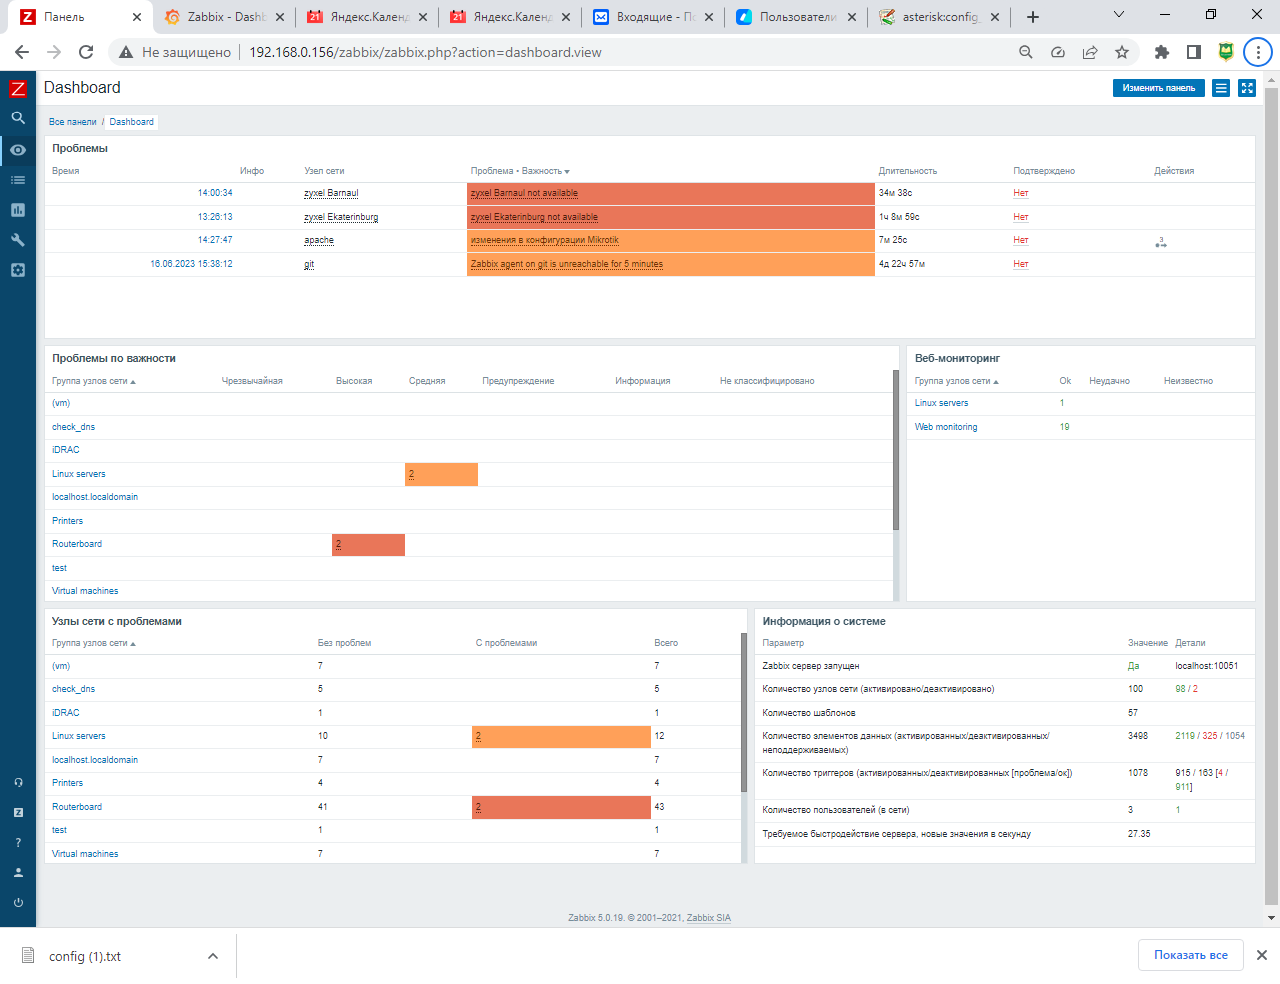 Панель
Zabbix - Dashb
Яндекс.Календ
Яндекс.Календ
Входящие - По
Пользователи
asterisk:config_
Не защищено
192.168.0.156/zabbix/zabbix.php?action=dashboard.view
Dashboard
Изменить панель
Все панели / Dashboard
Проблемы
Время Инфо Узел сети Проблема • Важность Длительность Подтверждено Действия
14:00:34 zyxel Barnaul zyxel Barnaul not available 34м 38с Нет
13:26:13 zyxel Ekaterinburg zyxel Ekaterinburg not available 1ч 8м 59с Нет
14:27:47 apache изменения в конфигурации Mikrotik 7м 25с Нет 3
16.06.2023 15:38:12 git Zabbix agent on git is unreachable for 5 minutes 4д 22ч 57м Нет
Проблемы по важности
Группа узлов сети Чрезвычайная Высокая Средняя Предупреждение Информация Не классифицировано
(vm)
check_dns
iDRAC
Linux servers 2
localhost.localdomain
Printers
Routerboard 2
test
Virtual machines
Веб-мониторинг
Группа узлов сети Ok Неудачно Неизвестно
Linux servers 1
Web monitoring 19
Узлы сети с проблемами
Группа узлов сети Без проблем С проблемами Всего
(vm) 7 7
check_dns 5 5
iDRAC 1 1
Linux servers 10 2 12
localhost.localdomain 7 7
Printers 4 4
Routerboard 41 2 43
test 1 1
Virtual machines 7 7
Информация о системе
Параметр Значение Детали
Zabbix сервер запущен Да localhost:10051
Количество узлов сети (активировано/деактивировано) 100 98 / 2
Количество шаблонов 57
Количество элементов данных (активированных/деактивированных/ 3498 2119 / 325 / 1054
неподдерживаемых)
Количество триггеров (активированных/деактивированных [проблема/ок]) 1078 915 / 163 [4 /
911]
Количество пользователей (в сети) 3 1
Требуемое быстродействие сервера, новые значения в секунду 27.35
Zabbix 5.0.19. © 2001–2021, Zabbix SIA
config (1).txt
Показать все